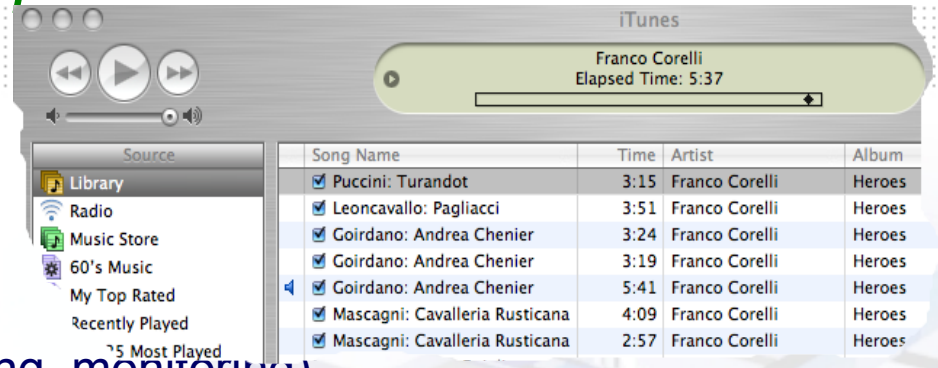 iTunes
Franco Corelli
Elapsed Time: 5:37
Source
Library
Radio
Music Store
60's Music
My Top Rated
Recently Played
25 Most Played
Song Name Time Artist Album
Puccini: Turandot 3:15 Franco Corelli Heroes
Leoncavallo: Pagliacci 3:51 Franco Corelli Heroes
Goirdano: Andrea Chenier 3:24 Franco Corelli Heroes
Goirdano: Andrea Chenier 3:19 Franco Corelli Heroes
Goirdano: Andrea Chenier 5:41 Franco Corelli Heroes
Mascagni: Cavalleria Rusticana 4:09 Franco Corelli Heroes
Mascagni: Cavalleria Rusticana 2:57 Franco Corelli Heroes
monitoring)